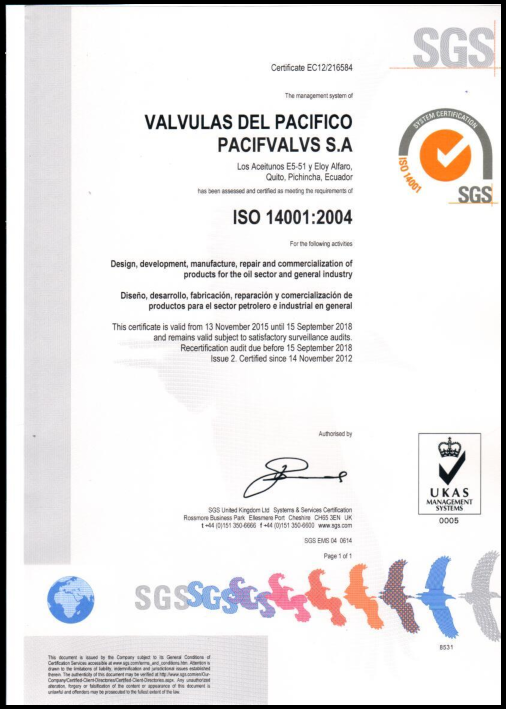 SGS
Certificate EC12/216584
The management system of
VALVULAS DEL PACIFICO
PACIFVALVS S.A
Los Aceitunos E5-51 y Eloy Alfaro,
Quito, Pichincha, Ecuador
has been assessed and certified as meeting the requirements of
SYSTEM CERTIFICATION
ISO 14001
SGS
ISO 14001:2004
For the following activities
Design, development, manufacture, repair and commercialization of
products for the oil sector and general industry
Diseño, desarrollo, fabricación, reparación y comercialización de
productos para el sector petrolero e industrial en general
This certificate is valid from 13 November 2015 until 15 September 2018
and remains valid subject to satisfactory surveillance audits.
Recertification audit due before 15 September 2018
Issue 2. Certified since 14 November 2012
Authorised by
SGS United Kingdom Ltd Systems & Services Certification
Rossmore Business Park Ellesmere Port Cheshire CH65 3EN UK
t +44 (0)151 350-6666 f +44 (0)151 350-6600 www.sgs.com
SGS EMS 04 0614
Page 1 of 1
UKAS
MANAGEMENT
SYSTEMS
0005
SGSSGSGS
8531
This document is issued by the Company subject to its General Conditions of
Certification Services accessible at www.sgs.com/terms_and_conditions.htm. Attention is
drawn to the limitations of liability, indemnification and jurisdictional issues established
therein. The authenticity of this document may be verified at http://www.sgs.com/en/Our-
Company/Certified-Client-Directories/Certified-Client-Directories.aspx. Any unauthorized
alteration, forgery or falsification of the content or appearance of this document is
unlawful and offenders may be prosecuted to the fullest extent of the law.